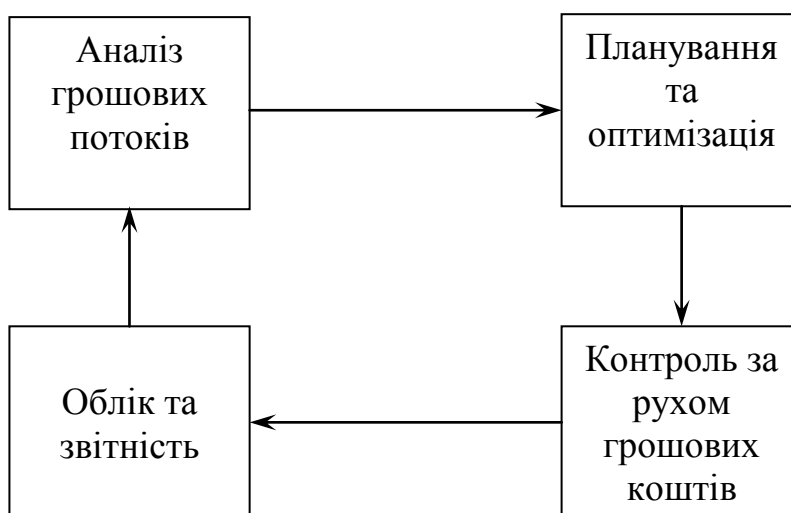 Аналіз
грошових
потоків
Планування
та
оптимізація
Облік та
звітність
Контроль за
рухом
грошових
коштів